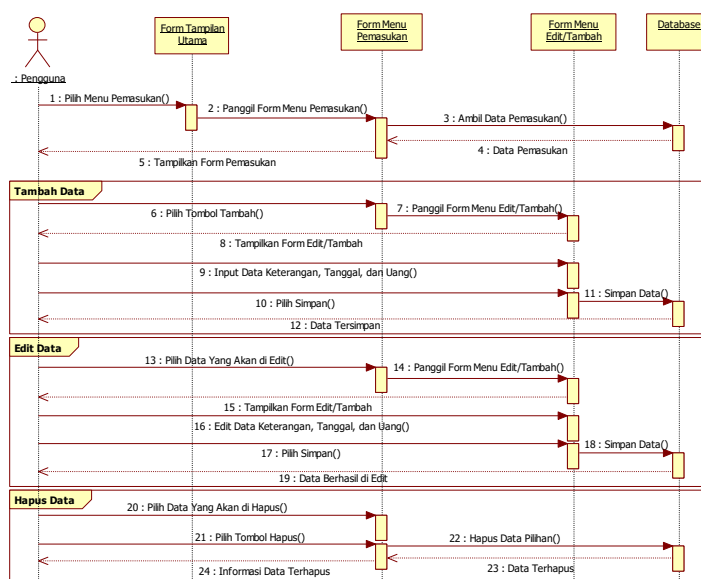 Form Tampilan
Utama
Form Menu
Pemasukan
Form Menu
Edit/Tambah
Database
: Pengguna
1 : Pilih Menu Pemasukan()
2 : Panggil Form Menu Pemasukan()
3 : Ambil Data Pemasukan()
4 : Data Pemasukan
5 : Tampilkan Form Pemasukan
Tambah Data
6 : Pilih Tombol Tambah()
7 : Panggil Form Menu Edit/Tambah()
8 : Tampilkan Form Edit/Tambah
9 : Input Data Keterangan, Tanggal, dan Uang()
10 : Pilih Simpan()
11 : Simpan Data()
12 : Data Tersimpan
Edit Data
13 : Pilih Data Yang Akan di Edit()
14 : Panggil Form Menu Edit/Tambah()
15 : Tampilkan Form Edit/Tambah
16 : Edit Data Keterangan, Tanggal, dan Uang()
17 : Pilih Simpan()
18 : Simpan Data()
19 : Data Berhasil di Edit
Hapus Data
20 : Pilih Data Yang Akan di Hapus()
21 : Pilih Tombol Hapus()
22 : Hapus Data Pilihan()
23 : Data Terhapus
24 : Informasi Data Terhapus